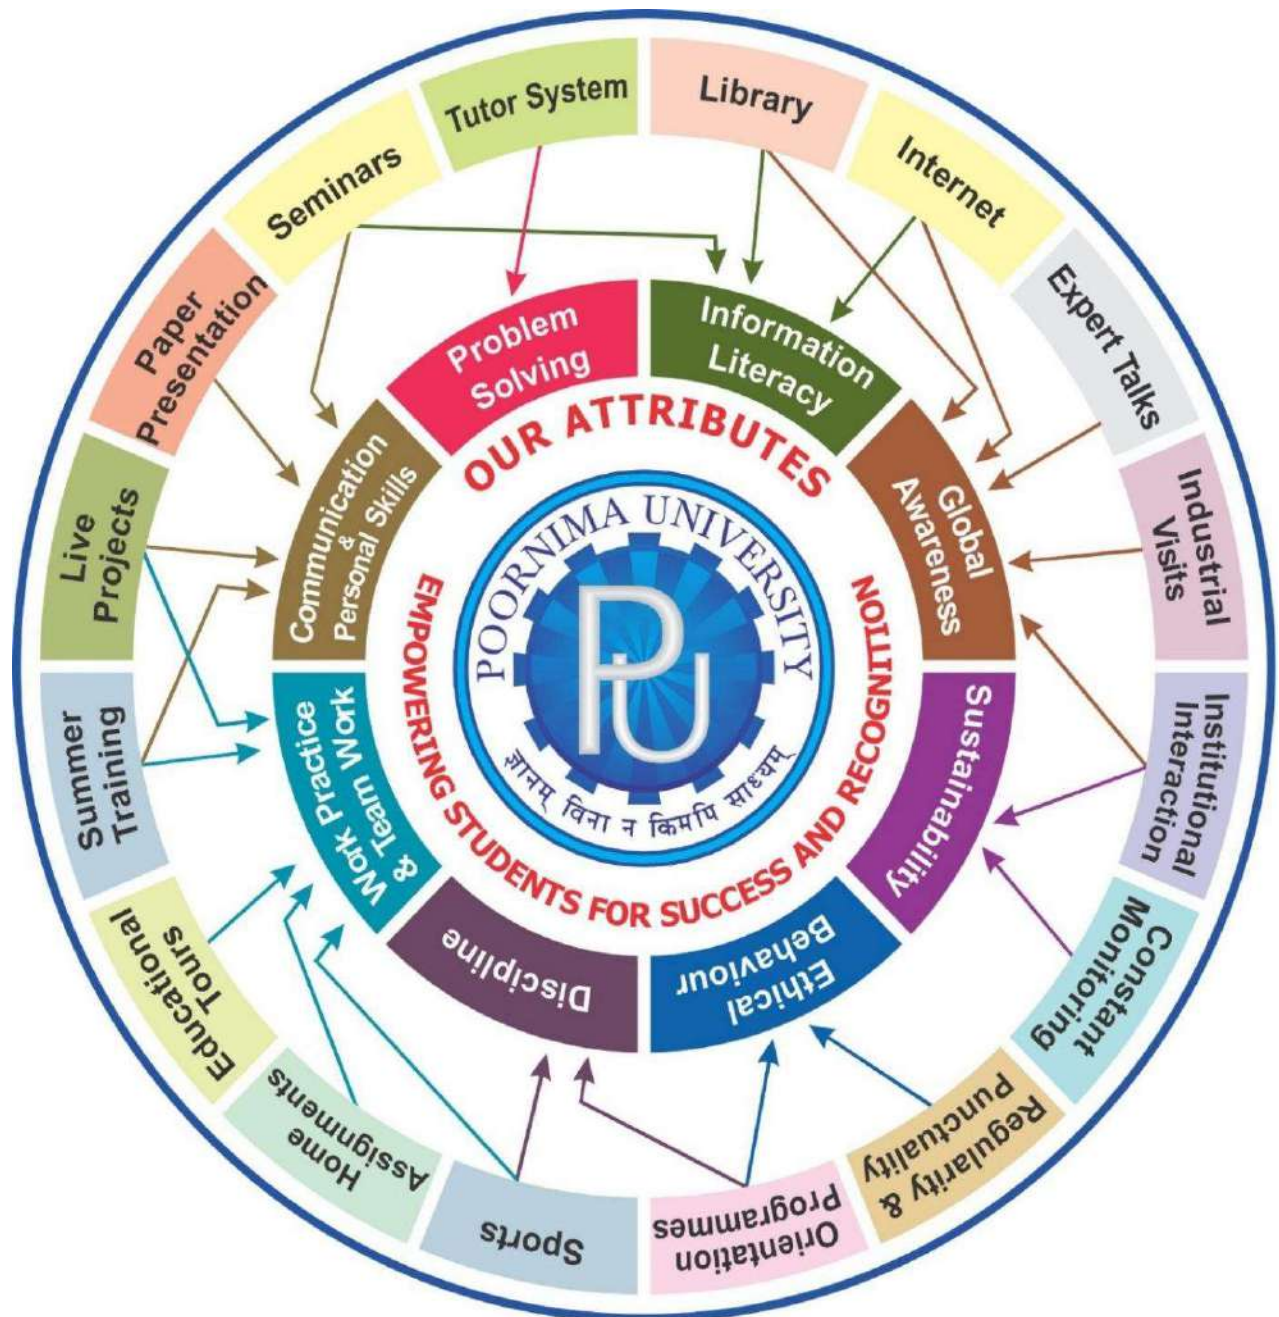 Tutor System
Library
Internet
Expert Talks
Industrial
Visits
Institutional
Interaction
Constant
Monitoring
Regularity &
Punctuality
Orientation
Programmes
Sports
Home
Assignments
Educational
Tours
Summer
Training
Live
Projects
Paper
Presentation
Seminars
Problem
Solving
Information
Literacy
Global
Awareness
Sustainability
Ethical
Behaviour
Discipline
Work Practice
& Team Work
Communication
&
Personal Skills
OUR ATTRIBUTES
EMPOWERING STUDENTS FOR SUCCESS AND RECOGNITION
POORNIMA UNIVERSITY
PU
ज्ञानम् विना न किमपि साध्यम्